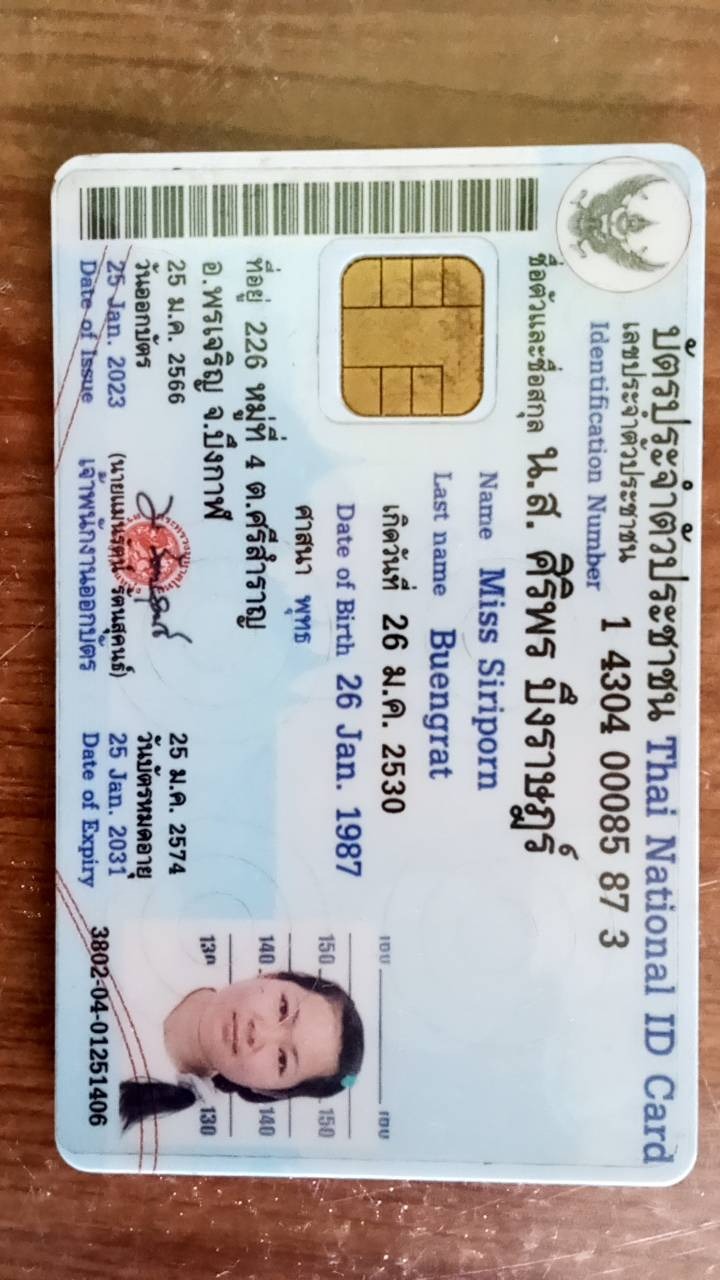 บัตรประจำตัวประชาชน Thai National ID Card
เลขประจำตัวประชาชน 1 4304 00085 87 3
Identification Number
ชื่อตัวและชื่อสกุล น.ส. ศิริพร บึงราษฎร์
Name Miss Siriporn
Last name Buengrat
เกิดวันที่ 26 ม.ค. 2530
Date of Birth 26 Jan. 1987
ศาสนา พุทธ
ที่อยู่ 226 หมู่ที่ 4 ต.ศรีสำราญ
อ.พรเจริญ จ.บึงกาฬ
25 ม.ค. 2566
วันออกบัตร
25 Jan. 2023
Date of Issue
เจ้าพนักงานออกบัตร
25 ม.ค. 2574
วันบัตรหมดอายุ
25 Jan. 2031
Date of Expiry
150 150
140 140
130 130
3802-04-01251406